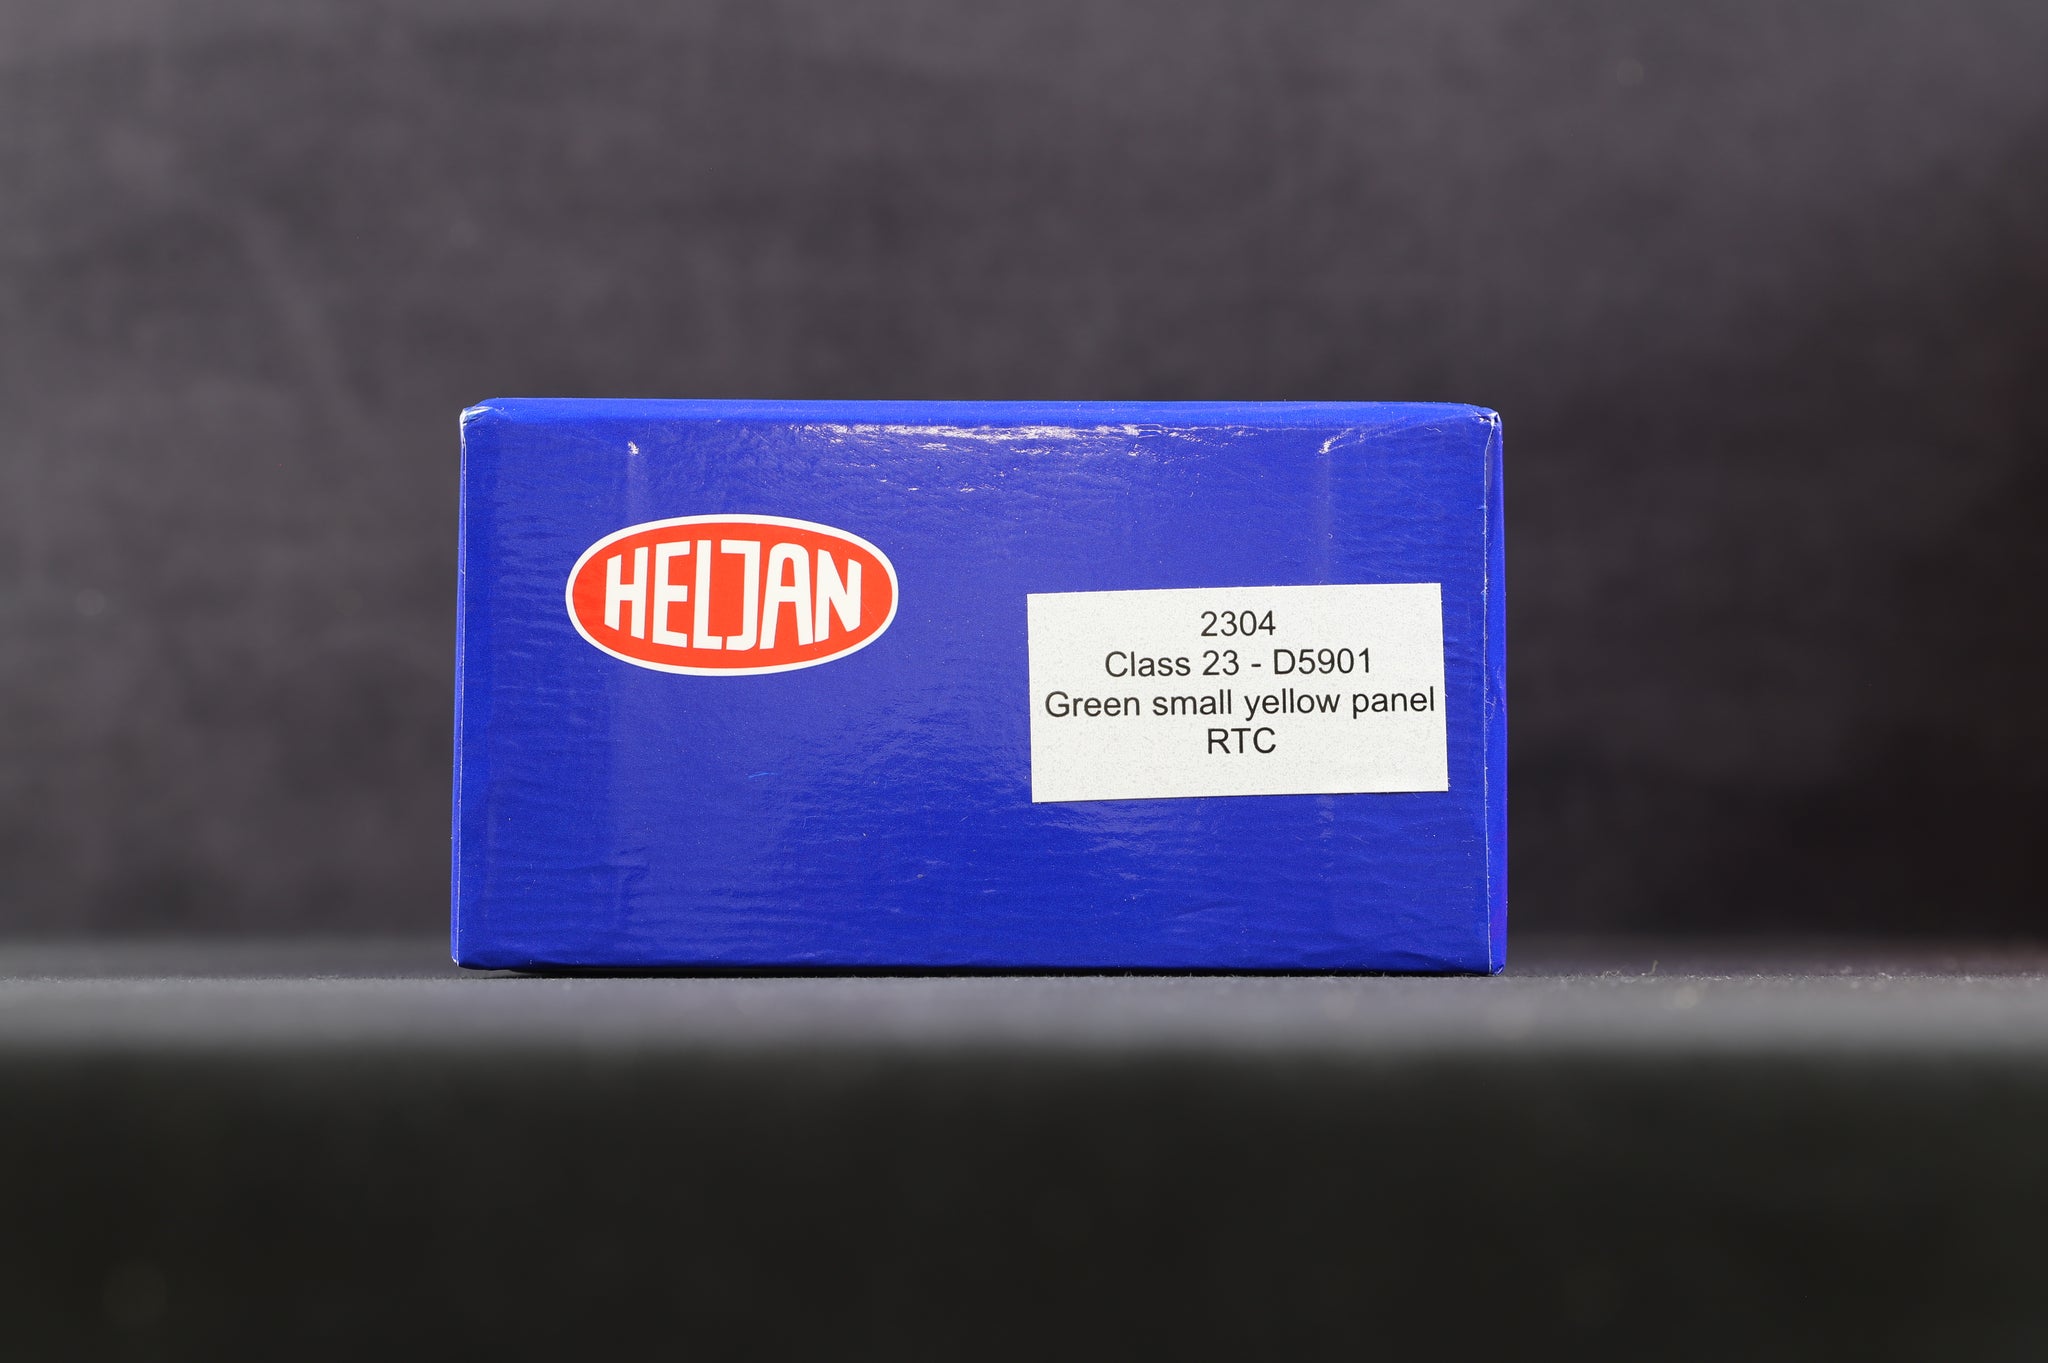 HELJAN
2304
Class 23 - D5901
Green small yellow panel
RTC